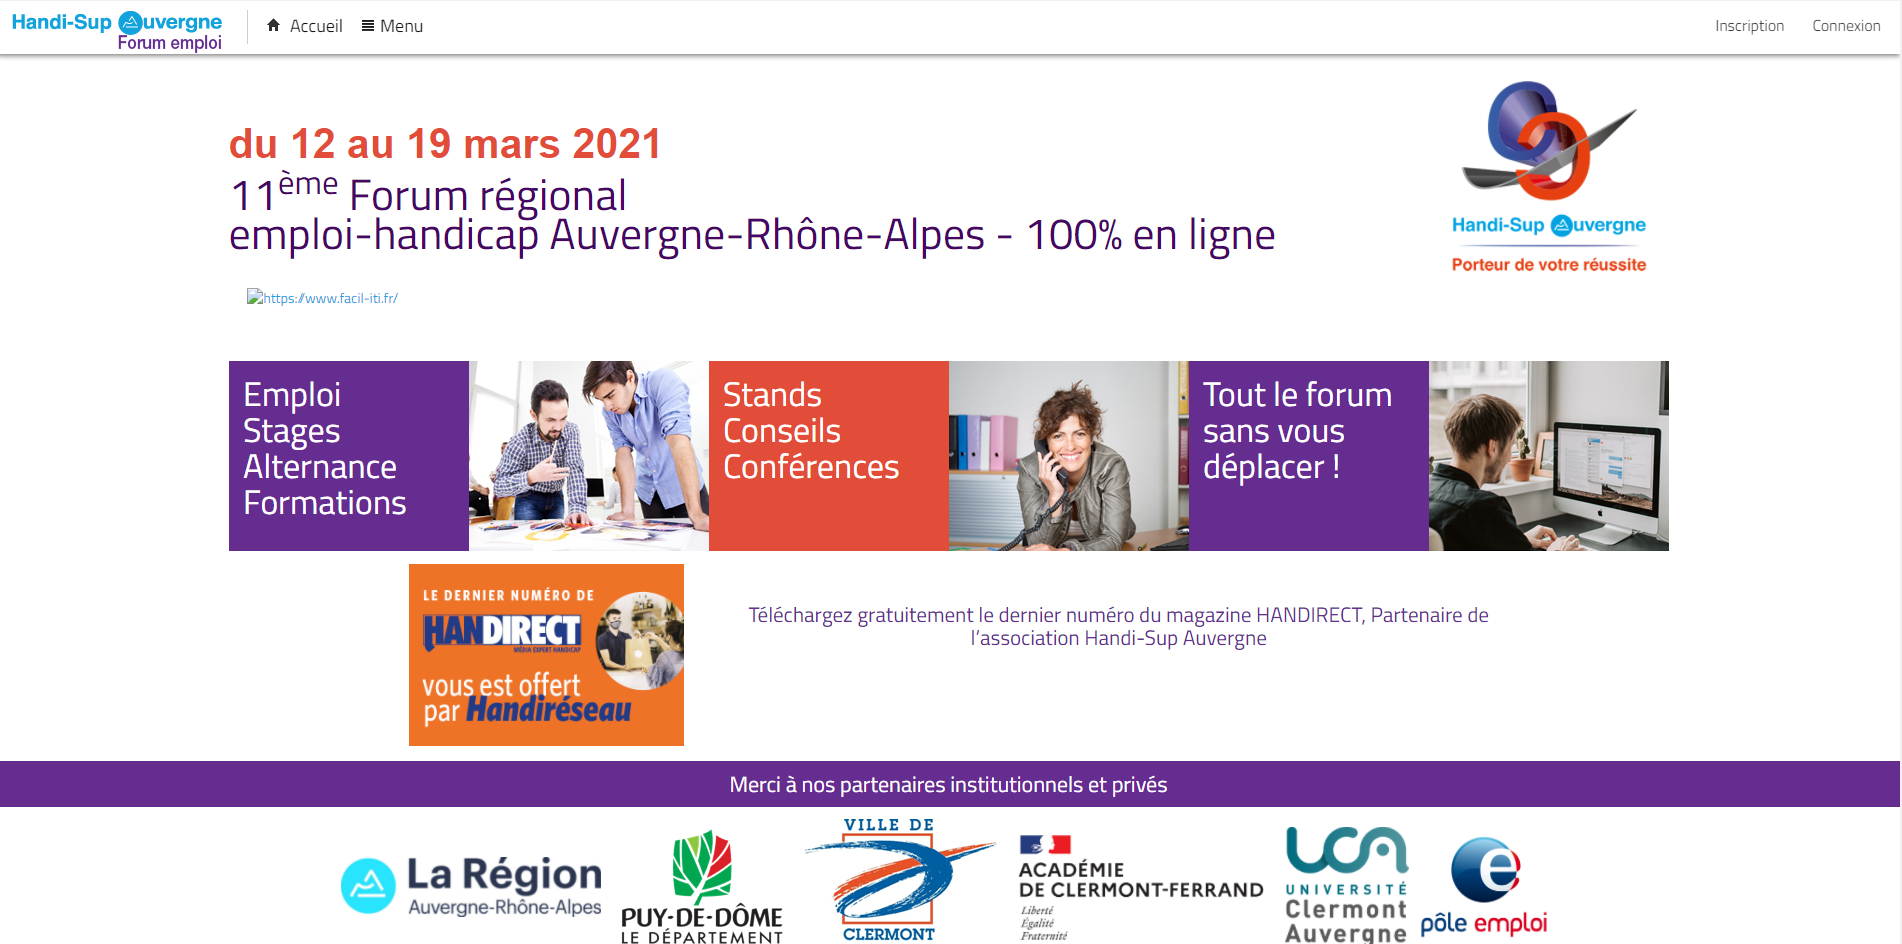 Handi-Sup Auvergne
Forum emploi
Accueil
Menu
Inscription
Connexion
du 12 au 19 mars 2021
11ème Forum régional
emploi-handicap Auvergne-Rhône-Alpes - 100% en ligne
Handi-Sup Auvergne
Porteur de votre réussite
https://www.facil-iti.fr/
Emploi
Stages
Alternance
Formations
Stands
Conseils
Conférences
Tout le forum
sans vous
déplacer !
LE DERNIER NUMÉRO DE
HANDIRECT
MÉDIA EXPERT HANDICAP
vous est offert
par Handiréseau
Téléchargez gratuitement le dernier numéro du magazine HANDIRECT, Partenaire de
l'association Handi-Sup Auvergne
Merci à nos partenaires institutionnels et privés
La Région
Auvergne-Rhône-Alpes
PUY-DE-DÔME
LE DÉPARTEMENT
VILLE DE
CLERMONT
ACADÉMIE
DE CLERMONT-FERRAND
Liberté
Égalité
Fraternité
UCA
UNIVERSITÉ
Clermont
Auvergne
pôle emploi